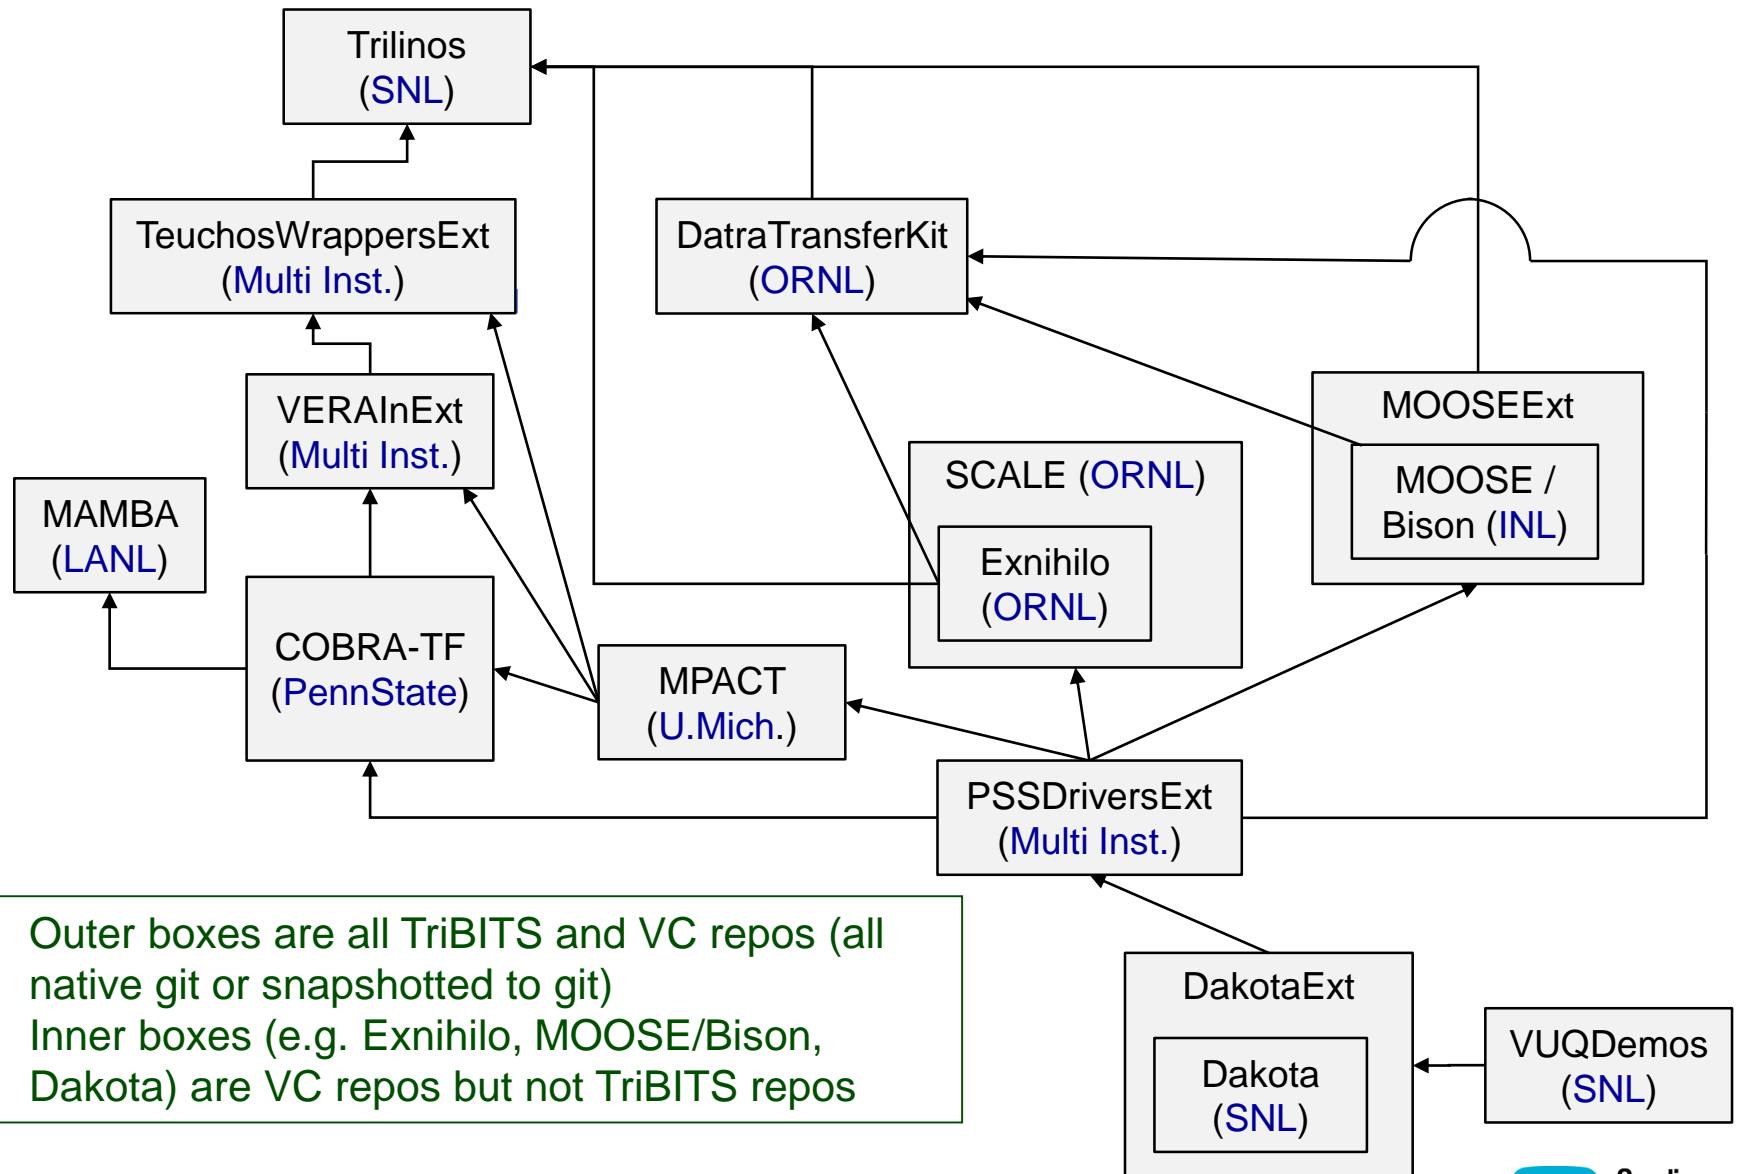 Trilinos
(SNL)
TeuchosWrappersExt
(Multi Inst.)
DatraTransferKit
(ORNL)
VERAInExt
(Multi Inst.)
MOOSEExt
MOOSE /
Bison (INL)
SCALE (ORNL)
Exnihilo
(ORNL)
MAMBA
(LANL)
COBRA-TF
(PennState)
MPACT
(U.Mich.)
PSSDriversExt
(Multi Inst.)
Outer boxes are all TriBITS and VC repos (all
native git or snapshotted to git)
Inner boxes (e.g. Exnihilo, MOOSE/Bison,
Dakota) are VC repos but not TriBITS repos
DakotaExt
Dakota
(SNL)
VUQDemos
(SNL)